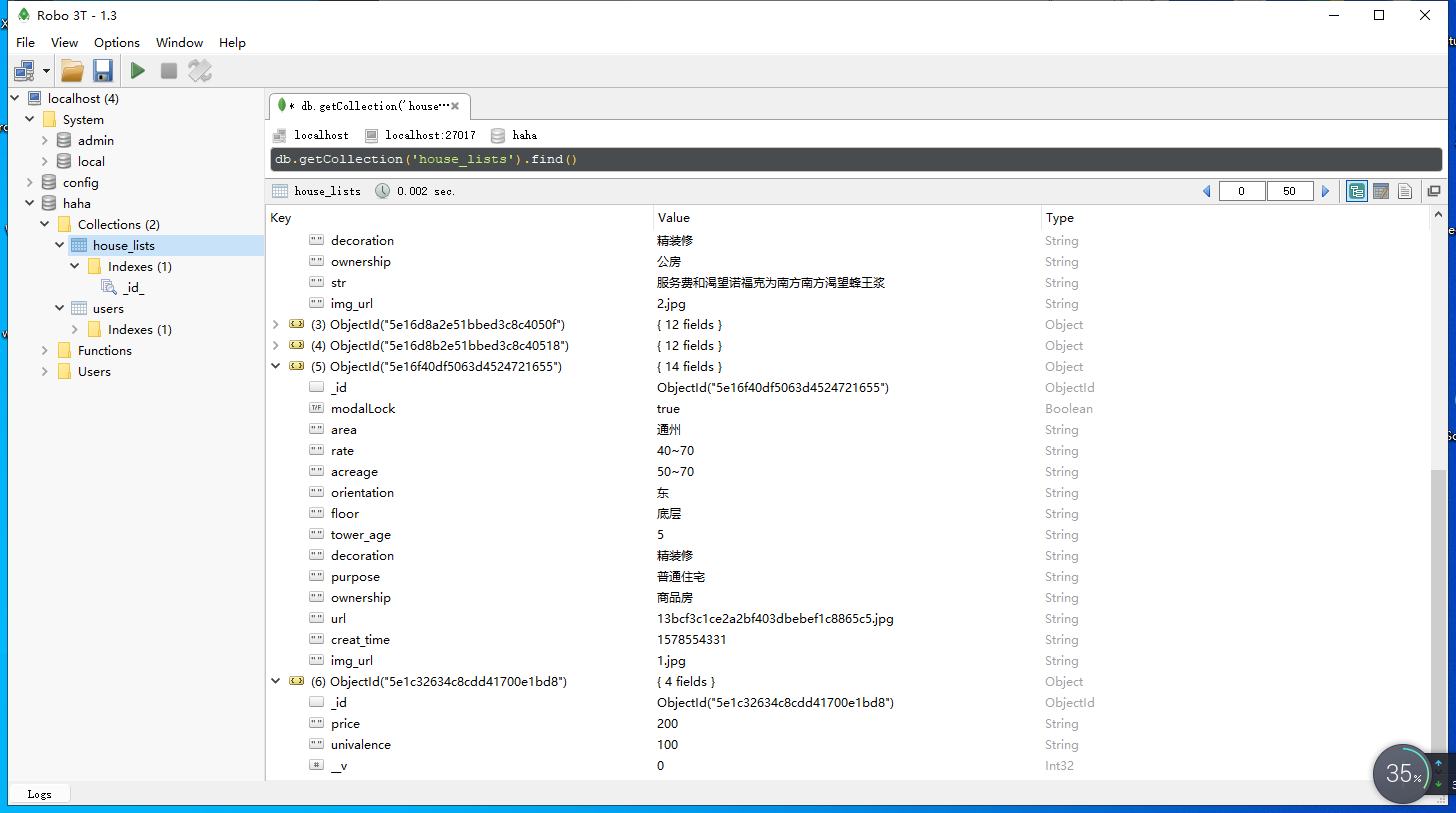 Robo 3T - 1.3
File View Options Window Help
localhost (4)
System
admin
local
config
haha
Collections (2)
house_lists
Indexes (1)
_id_
users
Indexes (1)
Functions
Users
* db.getCollection('house···
localhost localhost:27017 haha
db.getCollection('house_lists').find()
house_lists 0.002 sec. 0 50
Key Value Type
decoration 精装修 String
ownership 公房 String
str 服务费和渴望诺福克为南方南方渴望蜂王浆 String
img_url 2.jpg String
(3) ObjectId("5e16d8a2e51bbed3c8c4050f") { 12 fields } Object
(4) ObjectId("5e16d8b2e51bbed3c8c40518") { 12 fields } Object
(5) ObjectId("5e16f40df5063d4524721655") { 14 fields } Object
_id ObjectId("5e16f40df5063d4524721655") ObjectId
T/F modalLock true Boolean
area 通州 String
rate 40~70 String
acreage 50~70 String
orientation 东 String
floor 底层 String
tower_age 5 String
decoration 精装修 String
purpose 普通住宅 String
ownership 商品房 String
url 13bcf3c1ce2a2bf403dbebef1c8865c5.jpg String
creat_time 1578554331 String
img_url 1.jpg String
(6) ObjectId("5e1c32634c8cdd41700e1bd8") { 4 fields } Object
_id ObjectId("5e1c32634c8cdd41700e1bd8") ObjectId
price 200 String
univalence 100 String
# __v 0 Int32
35%
Logs